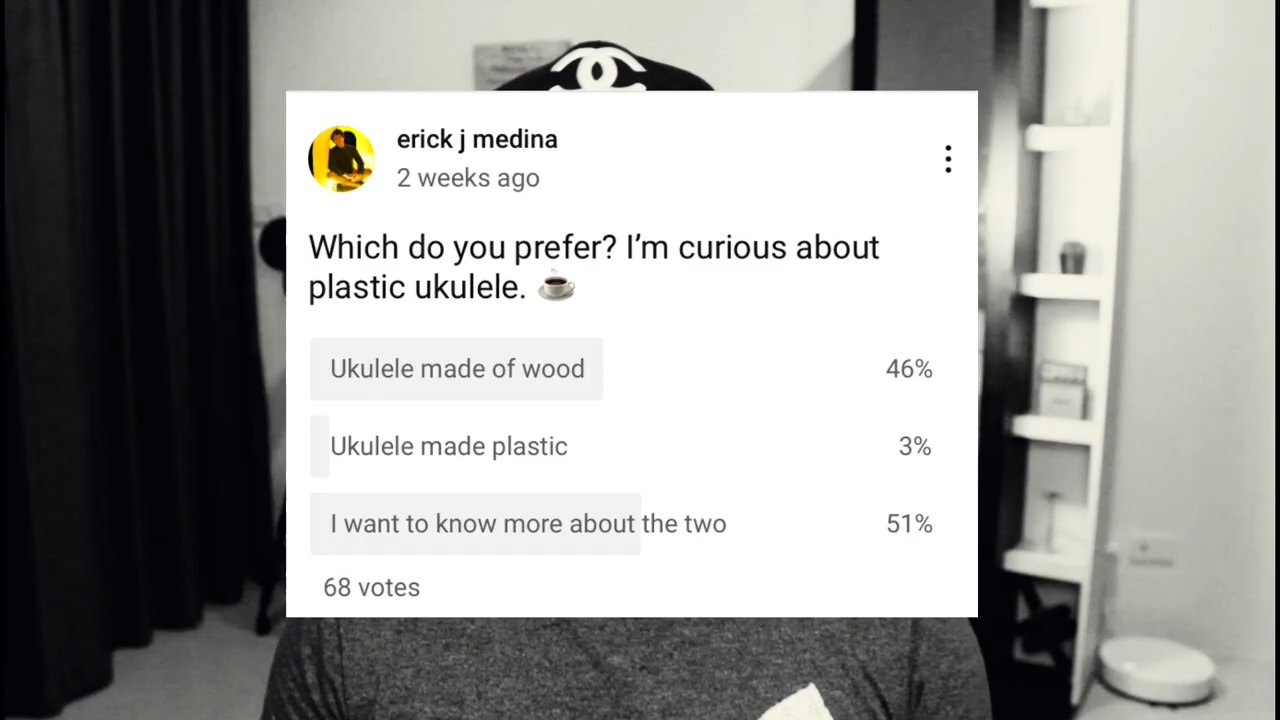 erick j medina
2 weeks ago
Which do you prefer? I’m curious about
plastic ukulele. ☕
Ukulele made of wood 46%
Ukulele made plastic 3%
I want to know more about the two 51%
68 votes